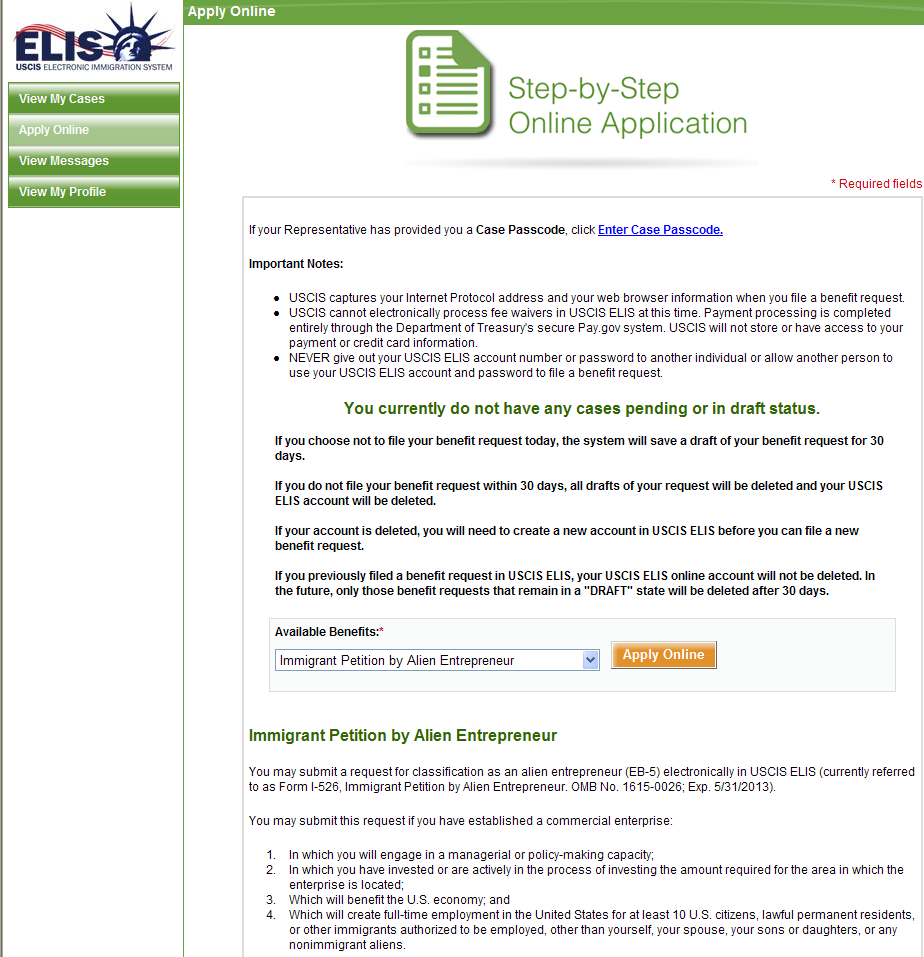 Apply Online
ELIS
USCIS ELECTRONIC IMMIGRATION SYSTEM
View My Cases
Apply Online
View Messages
View My Profile
Step-by-Step
Online Application
* Required fields
If your Representative has provided you a Case Passcode, click Enter Case Passcode.
Important Notes:
• USCIS captures your Internet Protocol address and your web browser information when you file a benefit request.
• USCIS cannot electronically process fee waivers in USCIS ELIS at this time. Payment processing is completed
entirely through the Department of Treasury's secure Pay.gov system. USCIS will not store or have access to your
payment or credit card information.
• NEVER give out your USCIS ELIS account number or password to another individual or allow another person to
use your USCIS ELIS account and password to file a benefit request.
You currently do not have any cases pending or in draft status.
If you choose not to file your benefit request today, the system will save a draft of your benefit request for 30
days.
If you do not file your benefit request within 30 days, all drafts of your request will be deleted and your USCIS
ELIS account will be deleted.
If your account is deleted, you will need to create a new account in USCIS ELIS before you can file a new
benefit request.
If you previously filed a benefit request in USCIS ELIS, your USCIS ELIS online account will not be deleted. In
the future, only those benefit requests that remain in a "DRAFT" state will be deleted after 30 days.
Available Benefits:*
Immigrant Petition by Alien Entrepreneur
Apply Online
Immigrant Petition by Alien Entrepreneur
You may submit a request for classification as an alien entrepreneur (EB-5) electronically in USCIS ELIS (currently referred
to as Form I-526, Immigrant Petition by Alien Entrepreneur. OMB No. 1615-0026; Exp. 5/31/2013).
You may submit this request if you have established a commercial enterprise:
1. In which you will engage in a managerial or policy-making capacity;
2. In which you have invested or are actively in the process of investing the amount required for the area in which the
enterprise is located;
3. Which will benefit the U.S. economy; and
4. Which will create full-time employment in the United States for at least 10 U.S. citizens, lawful permanent residents,
or other immigrants authorized to be employed, other than yourself, your spouse, your sons or daughters, or any
nonimmigrant aliens.